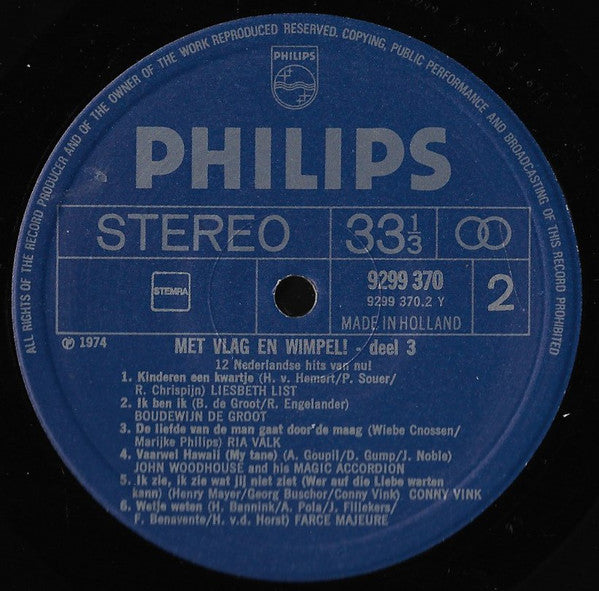 ALL RIGHTS OF THE RECORD PRODUCER AND OF THE OWNER OF THE WORK REPRODUCED RESERVED. COPYING, PUBLIC PERFORMANCE AND BROADCASTING OF THIS RECORD PROHIBITED
PHILIPS
PHILIPS
STEREO
33 1/3
STEMRA
9299 370
9299 370.2 Y
MADE IN HOLLAND
2
℗ 1974
MET VLAG EN WIMPEL! - deel 3
12 Nederlandse hits van nu!
1. Kinderen een kwartje (H. v. Hemert/P. Souer/
R. Chrispijn) LIESBETH LIST
2. Ik ben ik (B. de Groot/R. Engelander)
BOUDEWIJN DE GROOT
3. De liefde van de man gaat door de maag (Wiebe Cnossen/
Marijke Philips) RIA VALK
4. Vaarwel Hawaii (My tane) (A. Goupil/D. Gump/J. Noble)
JOHN WOODHOUSE and his MAGIC ACCORDION
5. Ik zie, ik zie wat jij niet ziet (Wer auf die Liebe warten
kann) (Henry Mayer/Georg Buschor/Conny Vink) CONNY VINK
6. Wetje weten (H. Bannink/A. Pola/J. Fillekers/
F. Benavente/H. v.d. Horst) FARCE MAJEURE